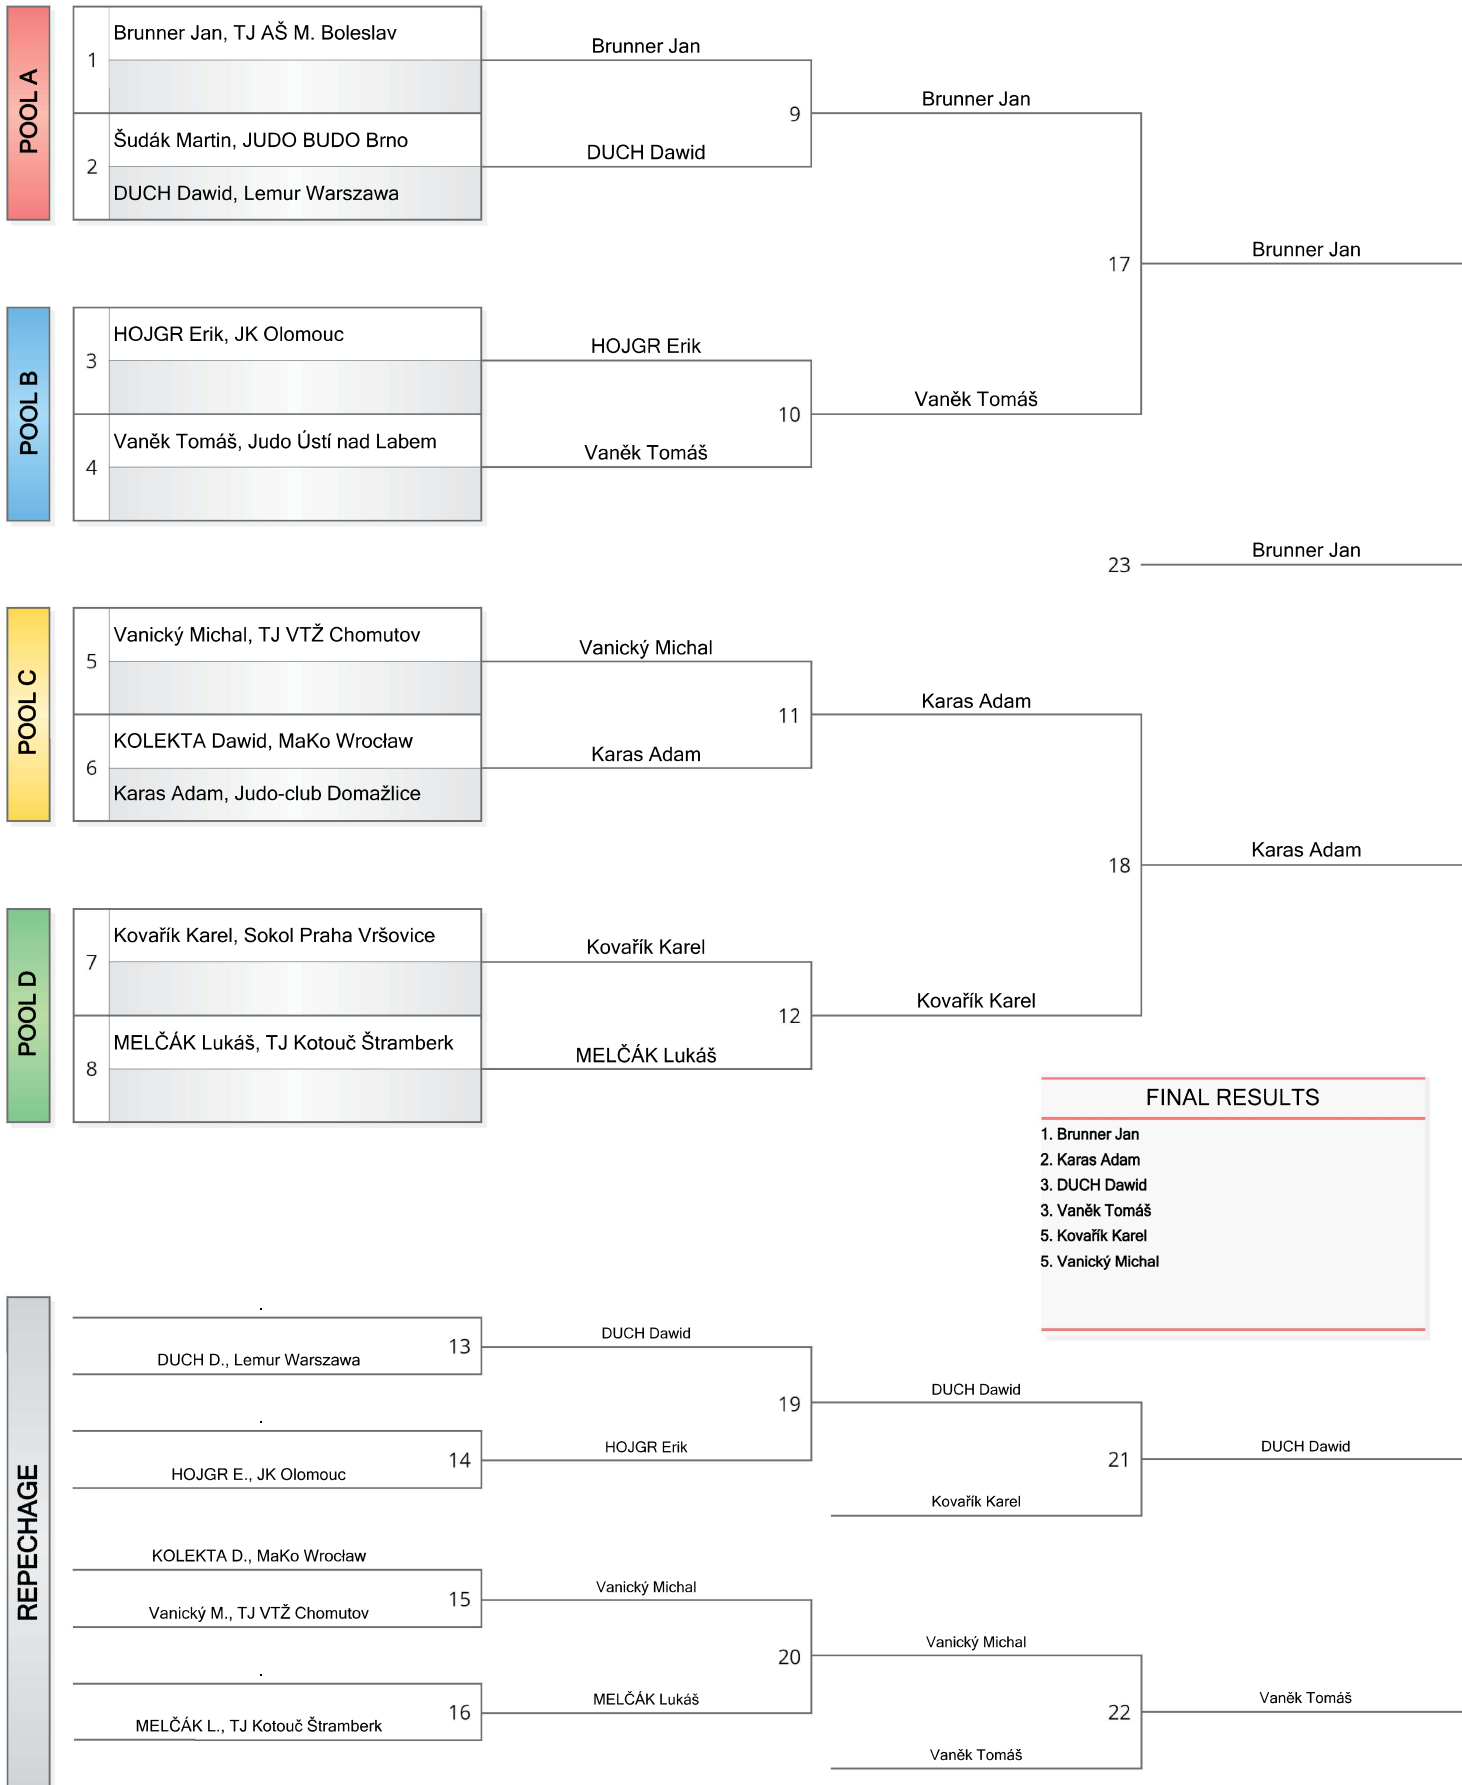 POOL A
1
Brunner Jan, TJ AŠ M. Boleslav
2
Šudák Martin, JUDO BUDO Brno
DUCH Dawid, Lemur Warszawa
Brunner Jan
DUCH Dawid
9
Brunner Jan
17
Brunner Jan
POOL B
3
HOJGR Erik, JK Olomouc
4
Vaněk Tomáš, Judo Ústí nad Labem
HOJGR Erik
Vaněk Tomáš
10
Vaněk Tomáš
23
Brunner Jan
POOL C
5
Vanický Michal, TJ VTŽ Chomutov
6
KOLEKTA Dawid, MaKo Wrocław
Karas Adam, Judo-club Domažlice
Vanický Michal
Karas Adam
11
Karas Adam
18
Karas Adam
POOL D
7
Kovařík Karel, Sokol Praha Vršovice
8
MELČÁK Lukáš, TJ Kotouč Štramberk
Kovařík Karel
MELČÁK Lukáš
12
Kovařík Karel
FINAL RESULTS
1. Brunner Jan
2. Karas Adam
3. DUCH Dawid
3. Vaněk Tomáš
5. Kovařík Karel
5. Vanický Michal
REPECHAGE
.
DUCH D., Lemur Warszawa
13
.
HOJGR E., JK Olomouc
14
DUCH Dawid
HOJGR Erik
19
DUCH Dawid
Kovařík Karel
21
DUCH Dawid
KOLEKTA D., MaKo Wrocław
Vanický M., TJ VTŽ Chomutov
15
.
MELČÁK L., TJ Kotouč Štramberk
16
Vanický Michal
MELČÁK Lukáš
20
Vanický Michal
Vaněk Tomáš
22
Vaněk Tomáš